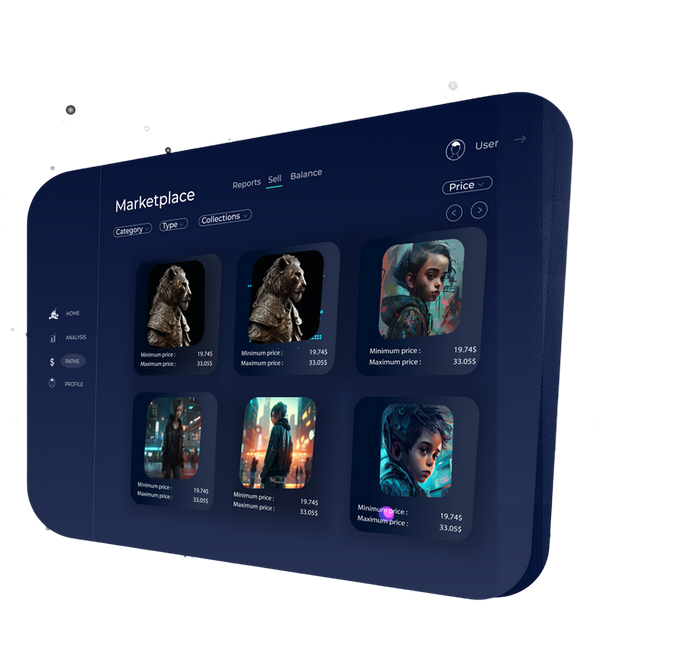 User
Marketplace
Reports Sell Balance
Price
Category Type Collections
HOME
ANALYSIS
$ PATHS
PROFILE
Minimum price : 19.74$
Maximum price : 33.05$
Minimum price : 19.74$
Maximum price : 33.05$
Minimum price : 19.74$
Maximum price : 33.05$
Minimum price : 19.74$
Maximum price : 33.05$
Minimum price : 19.74$
Maximum price : 33.05$
Minimum price : 19.74$
Maximum price : 33.05$